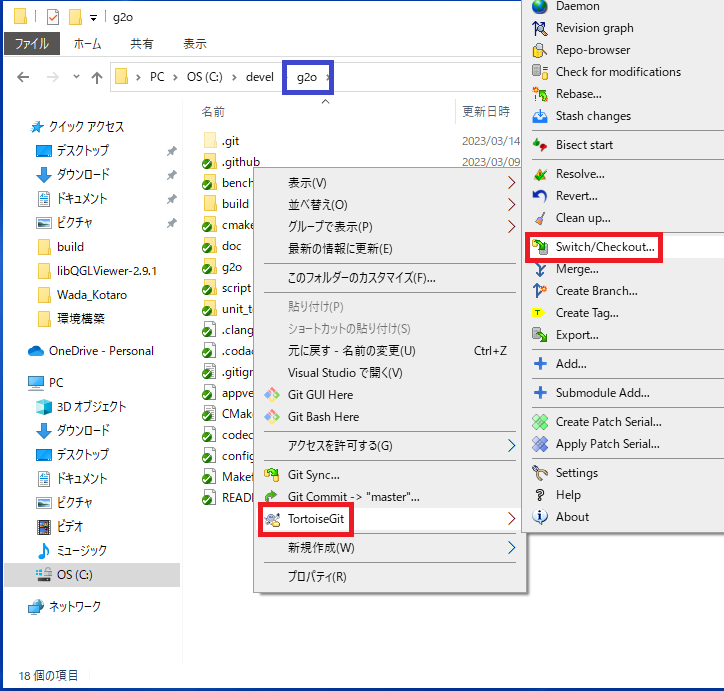 g2o
ファイル
ホーム
共有
表示
PC
OS (C:)
devel
g2o
名前
更新日時
クイック アクセス
デスクトップ
ダウンロード
ドキュメント
ピクチャ
build
libQGLViewer-2.9.1
Wada_Kotaro
環境構築
OneDrive - Personal
PC
3D オブジェクト
ダウンロード
デスクトップ
ドキュメント
ピクチャ
ビデオ
ミュージック
OS (C:)
ネットワーク
18 個の項目
.git
2023/03/14
.github
2023/03/09
bench
build
cmake
doc
g2o
script
unit_t
.clang
.codac
.gitign
appve
CMake
codec
config
Makef
READ
表示(V)
並べ替え(O)
グループで表示(P)
最新の情報に更新(E)
このフォルダーのカスタマイズ(F)...
貼り付け(P)
ショートカットの貼り付け(S)
元に戻す - 名前の変更(U)
Ctrl+Z
Visual Studio で開く(V)
Git GUI Here
Git Bash Here
アクセスを許可する(G)
Git Sync...
Git Commit -> "master"...
TortoiseGit
新規作成(W)
プロパティ(R)
Daemon
Revision graph
Repo-browser
Check for modifications
Rebase...
Stash changes
Bisect start
Resolve...
Revert...
Clean up...
Switch/Checkout...
Merge...
Create Branch...
Create Tag...
Export...
Add...
Submodule Add...
Create Patch Serial...
Apply Patch Serial...
Settings
Help
About